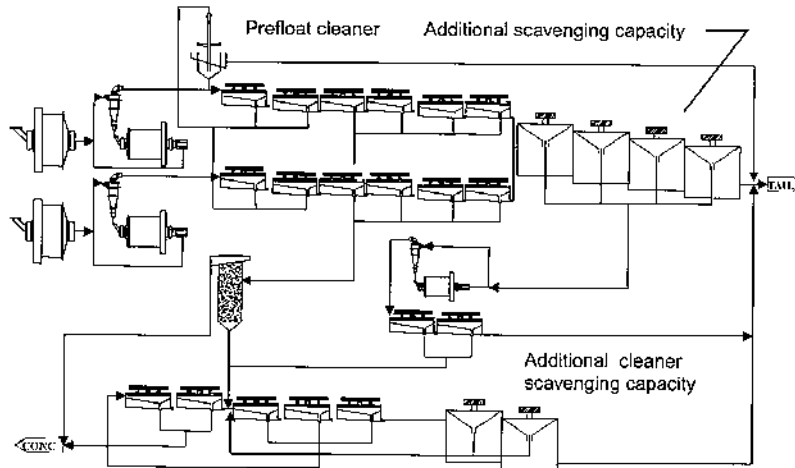 Prefloat cleaner
Additional scavenging capacity
TAIL
Additional cleaner
scavenging capacity
CONC